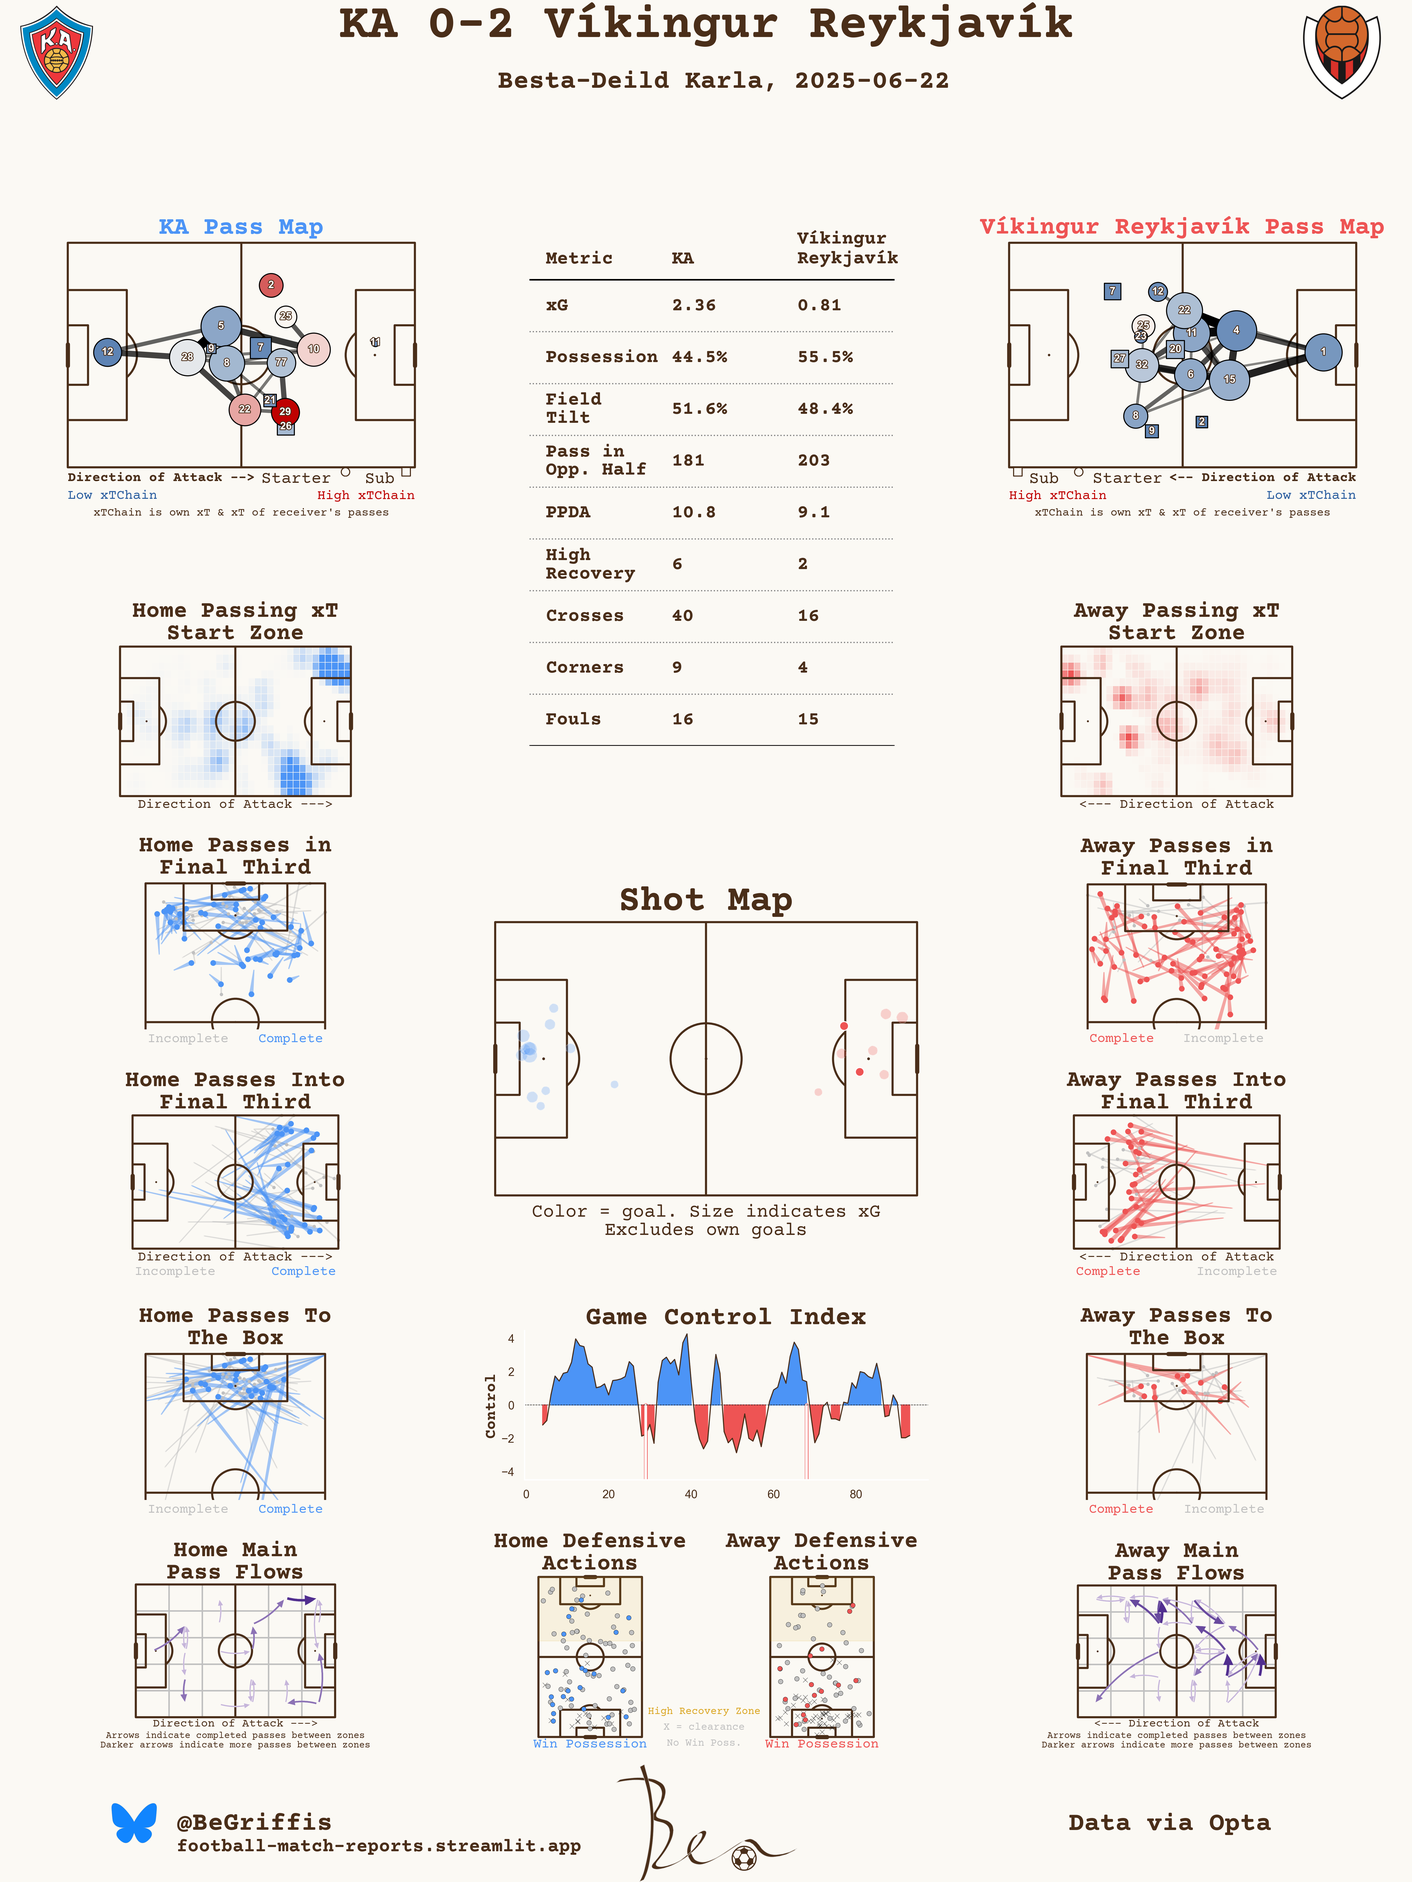 KA 0-2 Víkingur Reykjavík
Besta-Deild Karla, 2025-06-22
KA
KA Pass Map
2
25
5
10
12
28
9
8
7
77
11
22
21
29
26
Direction of Attack --> Starter Sub
Low xTChain High xTChain
xTChain is own xT & xT of receiver's passes
Metric KA Víkingur Reykjavík
xG 2.36 0.81
Possession 44.5% 55.5%
Field Tilt 51.6% 48.4%
Pass in Opp. Half 181 203
PPDA 10.8 9.1
High Recovery 6 2
Crosses 40 16
Corners 9 4
Fouls 16 15
Víkingur Reykjavík Pass Map
7
12
22
25
23
11
4
20
27
32
6
15
1
8
9
2
Sub Starter <-- Direction of Attack
High xTChain Low xTChain
xTChain is own xT & xT of receiver's passes
Home Passing xT
Start Zone
Direction of Attack --->
Away Passing xT
Start Zone
<--- Direction of Attack
Home Passes in
Final Third
Incomplete Complete
Away Passes in
Final Third
Complete Incomplete
Shot Map
Color = goal. Size indicates xG
Excludes own goals
Home Passes Into
Final Third
Direction of Attack --->
Incomplete Complete
Away Passes Into
Final Third
<--- Direction of Attack
Complete Incomplete
Home Passes To
The Box
Incomplete Complete
Game Control Index
Control
4
2
0
−2
−4
0 20 40 60 80
Away Passes To
The Box
Complete Incomplete
Home Main
Pass Flows
Direction of Attack --->
Arrows indicate completed passes between zones
Darker arrows indicate more passes between zones
Home Defensive
Actions
Win Possession
High Recovery Zone
X = clearance
No Win Poss.
Away Defensive
Actions
Win Possession
Away Main
Pass Flows
<--- Direction of Attack
Arrows indicate completed passes between zones
Darker arrows indicate more passes between zones
@BeGriffis
football-match-reports.streamlit.app
Ben
Data via Opta